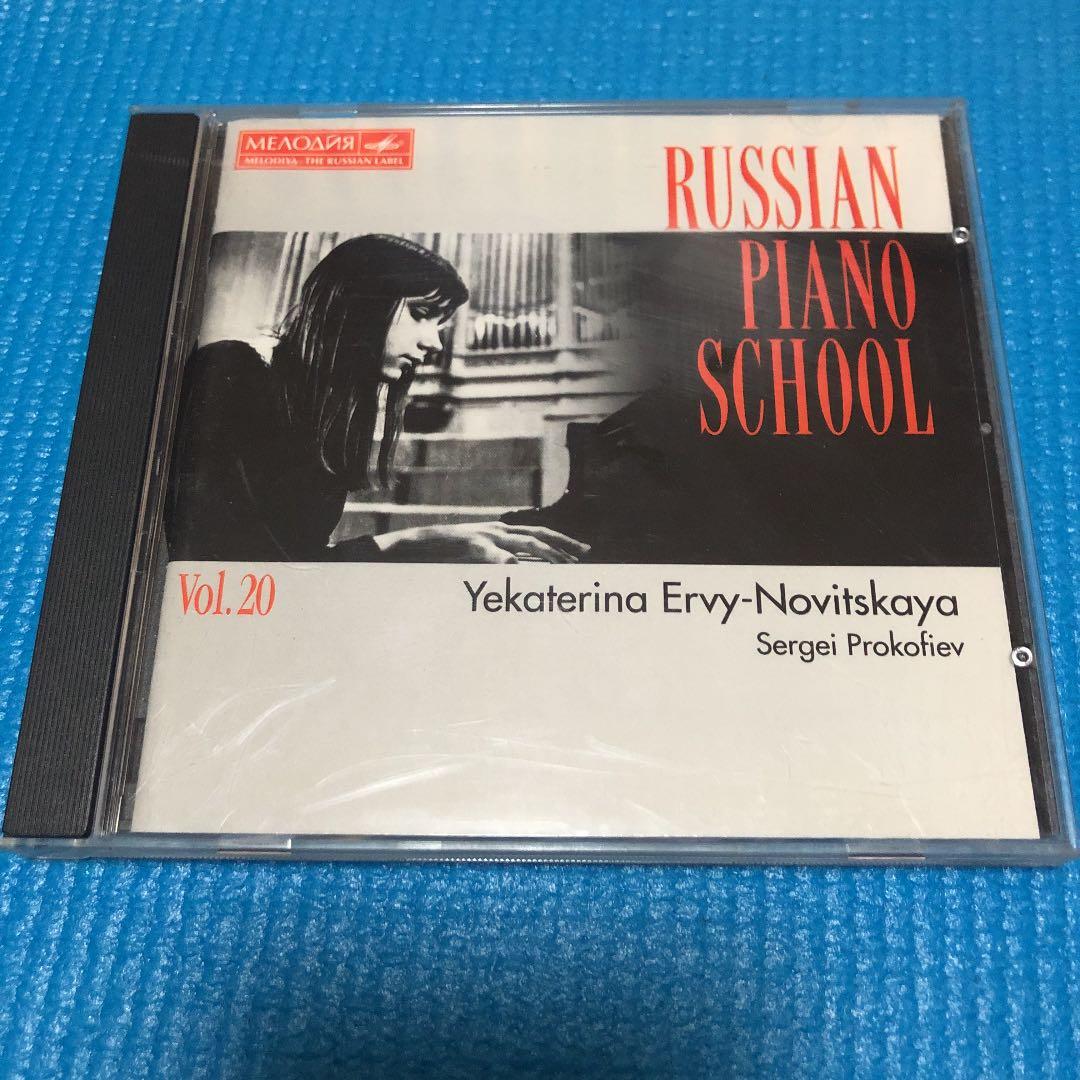 МЕЛОДИЯ
MELODIYA - THE RUSSIAN LABEL
RUSSIAN
PIANO
SCHOOL
Vol. 20
Yekaterina Ervy-Novitskaya
Sergei Prokofiev